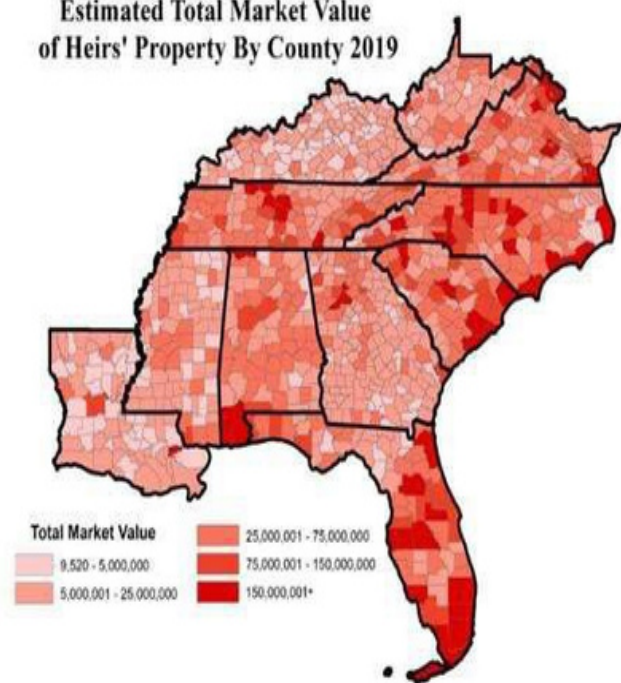 Estimated Total Market Value
of Heirs' Property By County 2019
Total Market Value
9,520 - 5,000,000
5,000,001 - 25,000,000
25,000,001 - 75,000,000
75,000,001 - 150,000,000
150,000,001+